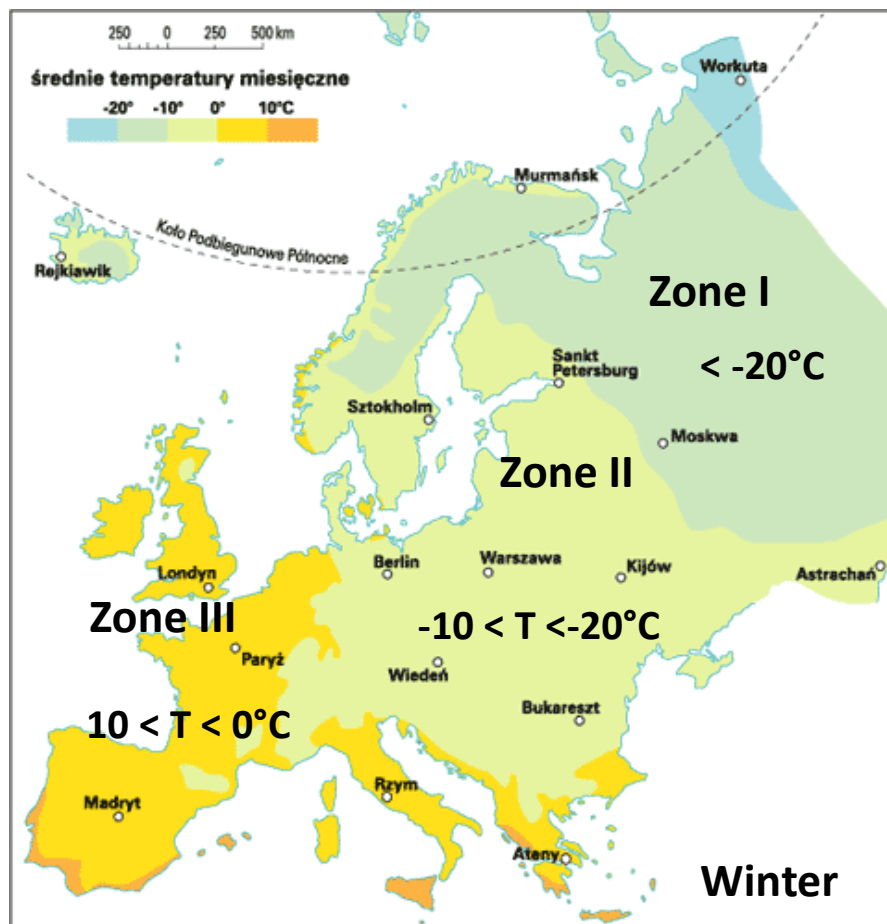 250 0 250 500 km
średnie temperatury miesięczne
-20° -10° 0° 10°C
Workuta
Murmańsk
Koło Podbiegunowe Północne
Rejkiawik
Zone I
Sankt
Petersburg
< -20°C
Sztokholm
Moskwa
Zone II
Berlin
Warszawa
Kijów
Astrachań
Londyn
Zone III
-10 < T <-20°C
Paryż
Wiedeń
Bukareszt
10 < T < 0°C
Rzym
Madryt
Ateny
Winter